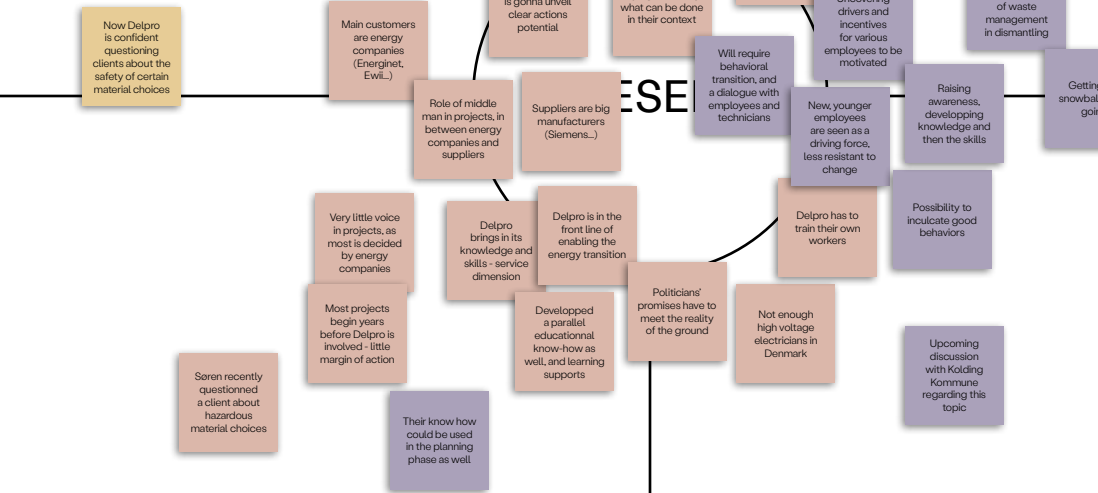 Now Delpro
is confident
questioning
clients about the
safety of certain
material choices
Main customers
are energy
companies
(Energinet,
Ewii...)
is gonna unveil
clear actions
potential
what can be done
in their context
drivers and
incentives
for various
employees to be
motivated
of waste
management
in dismantling
Role of middle
man in projects, in
between energy
companies and
suppliers
Suppliers are big
manufacturers
(Siemens...)
Will require
behavioral
transition, and
a dialogue with
employees and
technicians
New, younger
employees
are seen as a
driving force,
less resistant to
change
Raising
awareness,
developping
knowledge and
then the skills
Very little voice
in projects, as
most is decided
by energy
companies
Delpro
brings in its
knowledge and
skills - service
dimension
Delpro is in the
front line of
enabling the
energy transition
Delpro has to
train their own
workers
Possibility to
inculcate good
behaviors
Most projects
begin years
before Delpro is
involved - little
margin of action
Developped
a parallel
educationnal
know-how as
well, and learning
supports
Politicians'
promises have to
meet the reality
of the ground
Not enough
high voltage
electricians in
Denmark
Søren recently
questionned
a client about
hazardous
material choices
Their know how
could be used
in the planning
phase as well
Upcoming
discussion
with Kolding
Kommune
regarding this
topic